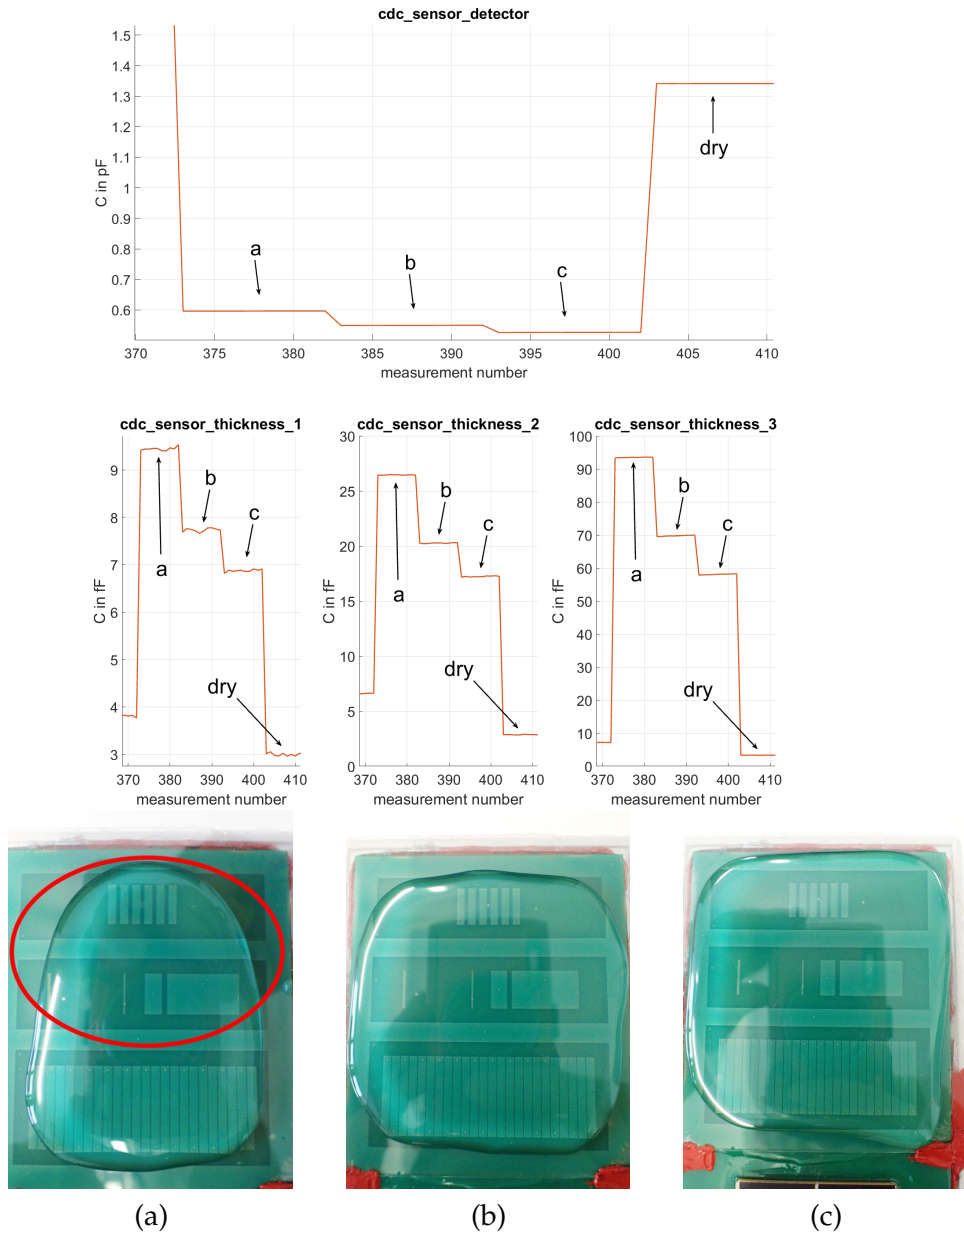 cdc_sensor_detector
1.5
1.4
1.3
1.2
1.1
1
0.9
0.8
0.7
0.6
C in pF
a
b
c
dry
370 375 380 385 390 395 400 405 410
measurement number
cdc_sensor_thickness_1
9
8
7
6
5
4
3
C in fF
a
b
c
dry
370 380 390 400 410
measurement number
cdc_sensor_thickness_2
30
25
20
15
10
5
0
C in fF
a
b
c
dry
370 380 390 400 410
measurement number
cdc_sensor_thickness_3
100
90
80
70
60
50
40
30
20
10
0
C in fF
a
b
c
dry
370 380 390 400 410
measurement number
(a) (b) (c)